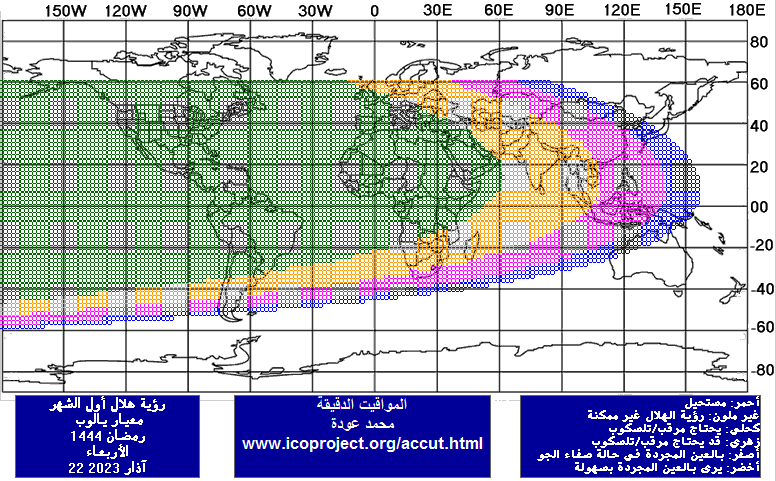 150W 120W 90W 60W 30W 0 30E 60E 90E 120E 150E 180E
80
60
40
20
00
-20
-40
-60
-80
رؤية هلال أول الشهر
معيار يالوب
رمضان 1444
الأربعاء
22 آذار 2023
المواقيت الدقيقة
محمد عودة
www.icoproject.org/accut.html
أحمر: مستحيل
غير ملون: رؤية الهلال غير ممكنة
كحلي: يحتاج مرقب/تلسكوب
زهري: قد يحتاج مرقب/تلسكوب
أصفر: بالعين المجردة في حالة صفاء الجو
أخضر: يرى بالعين المجردة بسهولة